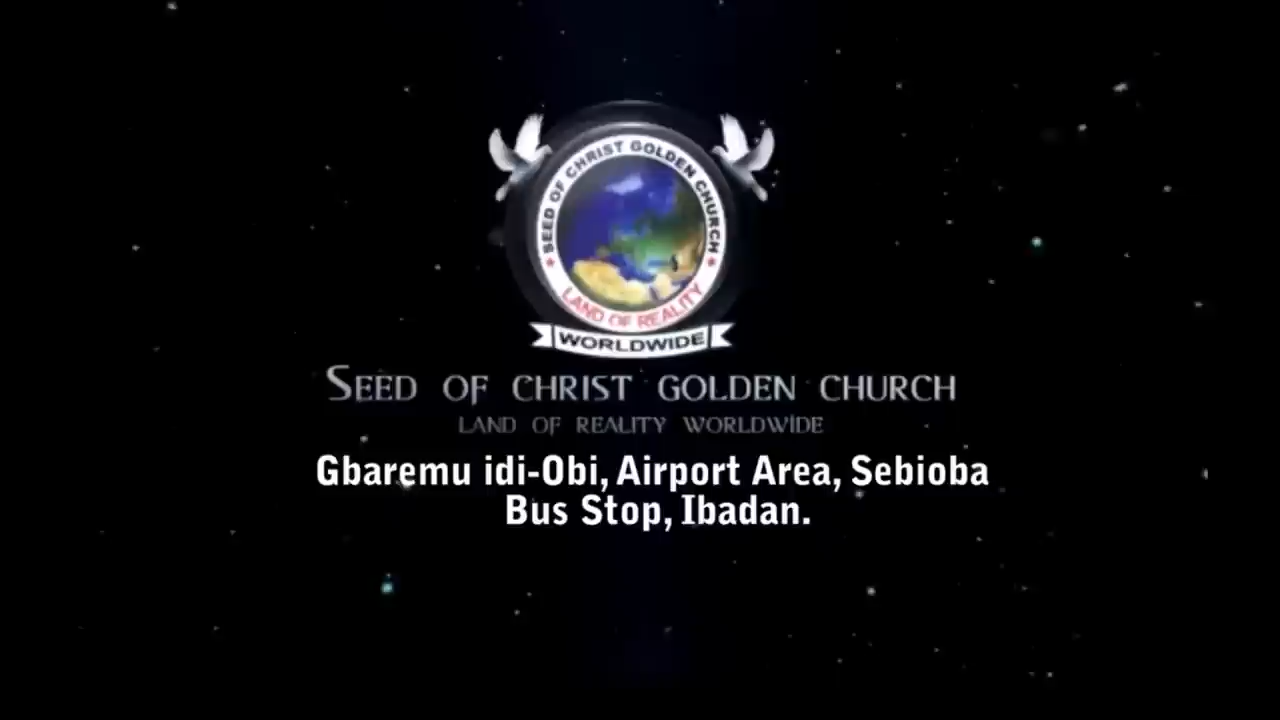 SEED OF CHRIST GOLDEN CHURCH
LAND OF REALITY
WORLDWIDE
SEED OF CHRIST GOLDEN CHURCH
LAND OF REALITY WORLDWIDE
Gbaremu idi-Obi, Airport Area, Sebioba
Bus Stop, Ibadan.